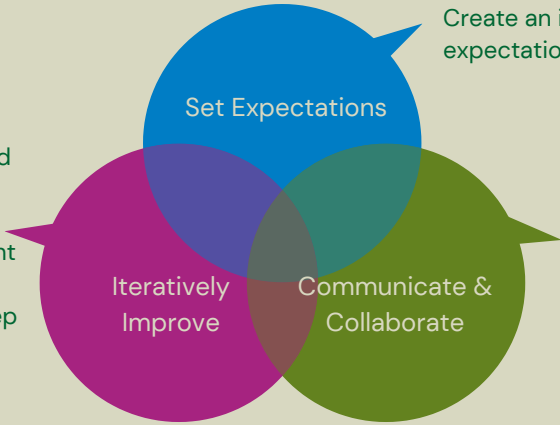 Create an
expectatio
Set Expectations
d
nt
ep
Iteratively
Improve
Communicate &
Collaborate